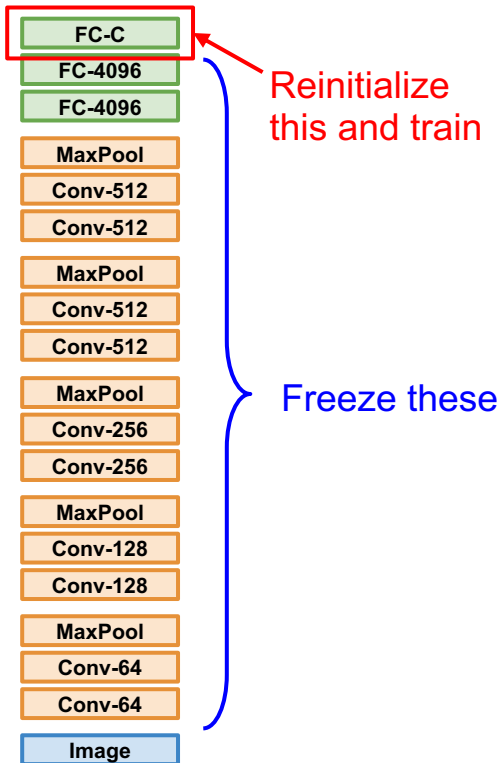 FC-C
FC-4096
FC-4096
Reinitialize
this and train
MaxPool
Conv-512
Conv-512
MaxPool
Conv-512
Conv-512
MaxPool
Conv-256
Conv-256
Freeze these
MaxPool
Conv-128
Conv-128
MaxPool
Conv-64
Conv-64
Image